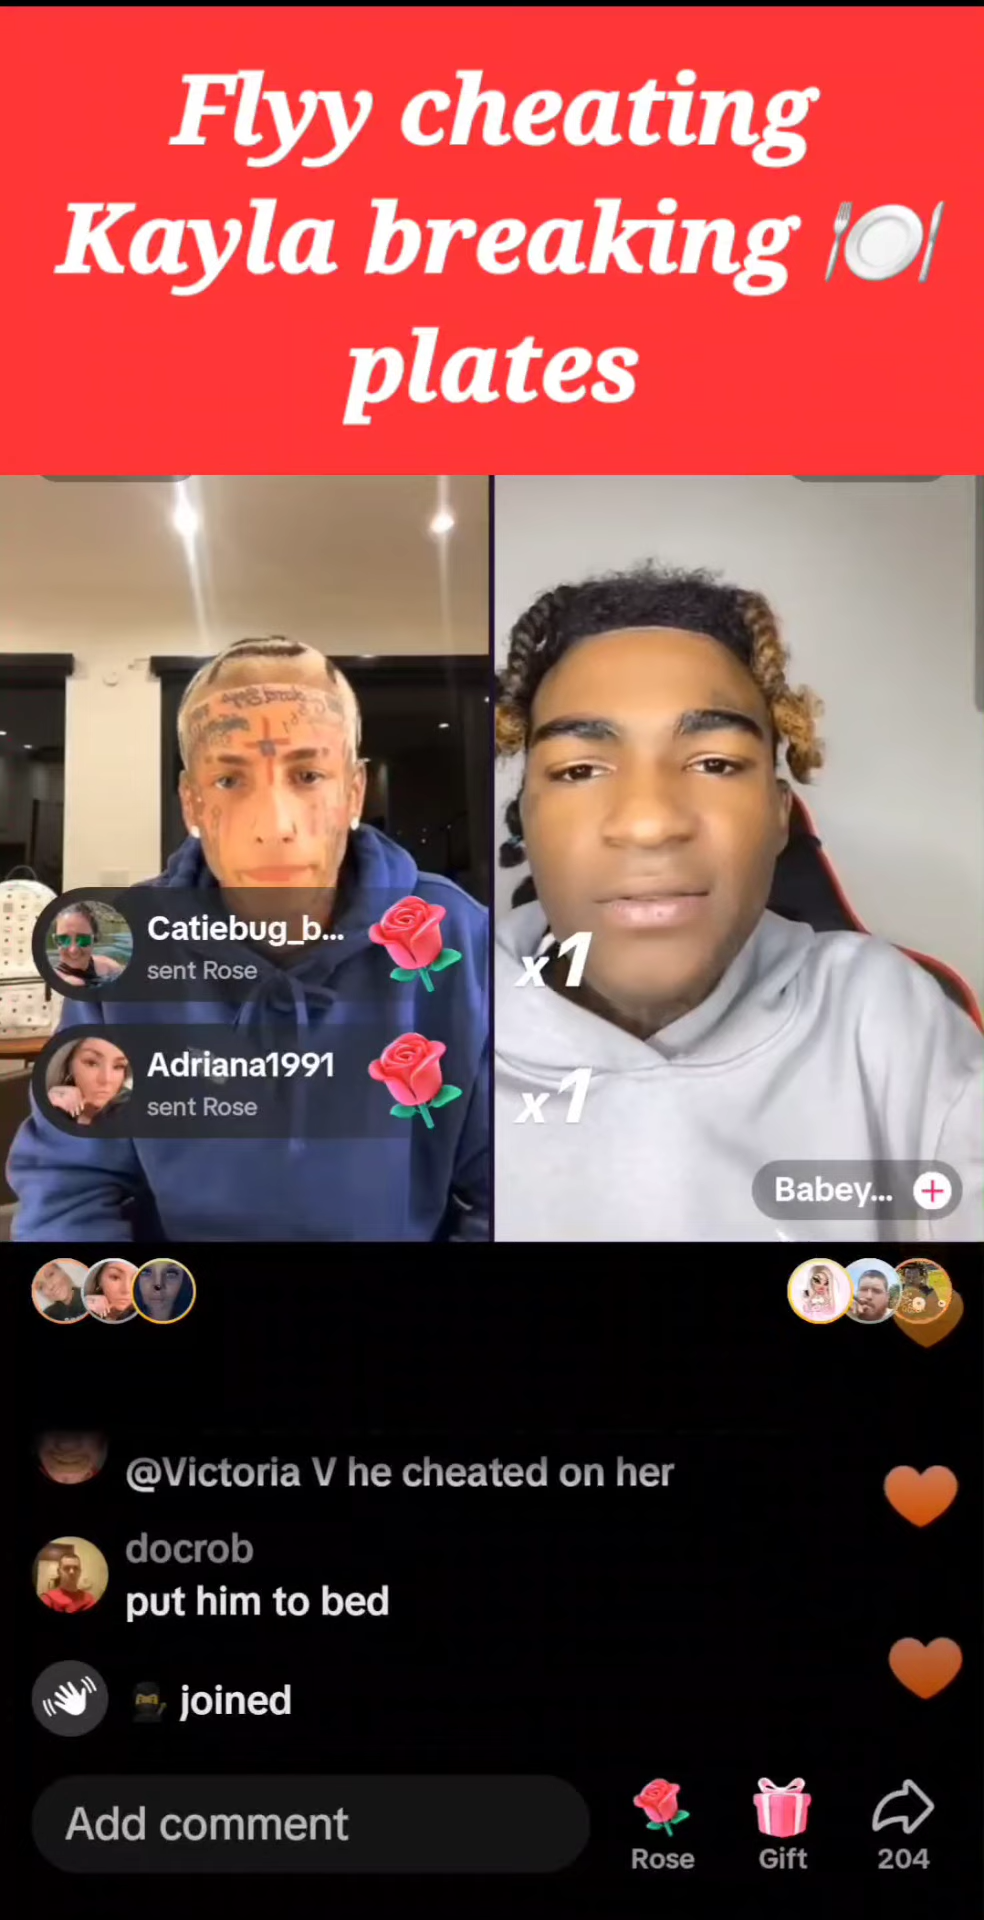 Flyy cheating
Kayla breaking 🍽
plates
Catiebug_b...
sent Rose
x1
Adriana1991
sent Rose
x1
Babey...
@Victoria V he cheated on her
docrob
put him to bed
joined
Add comment
Rose
Gift
204